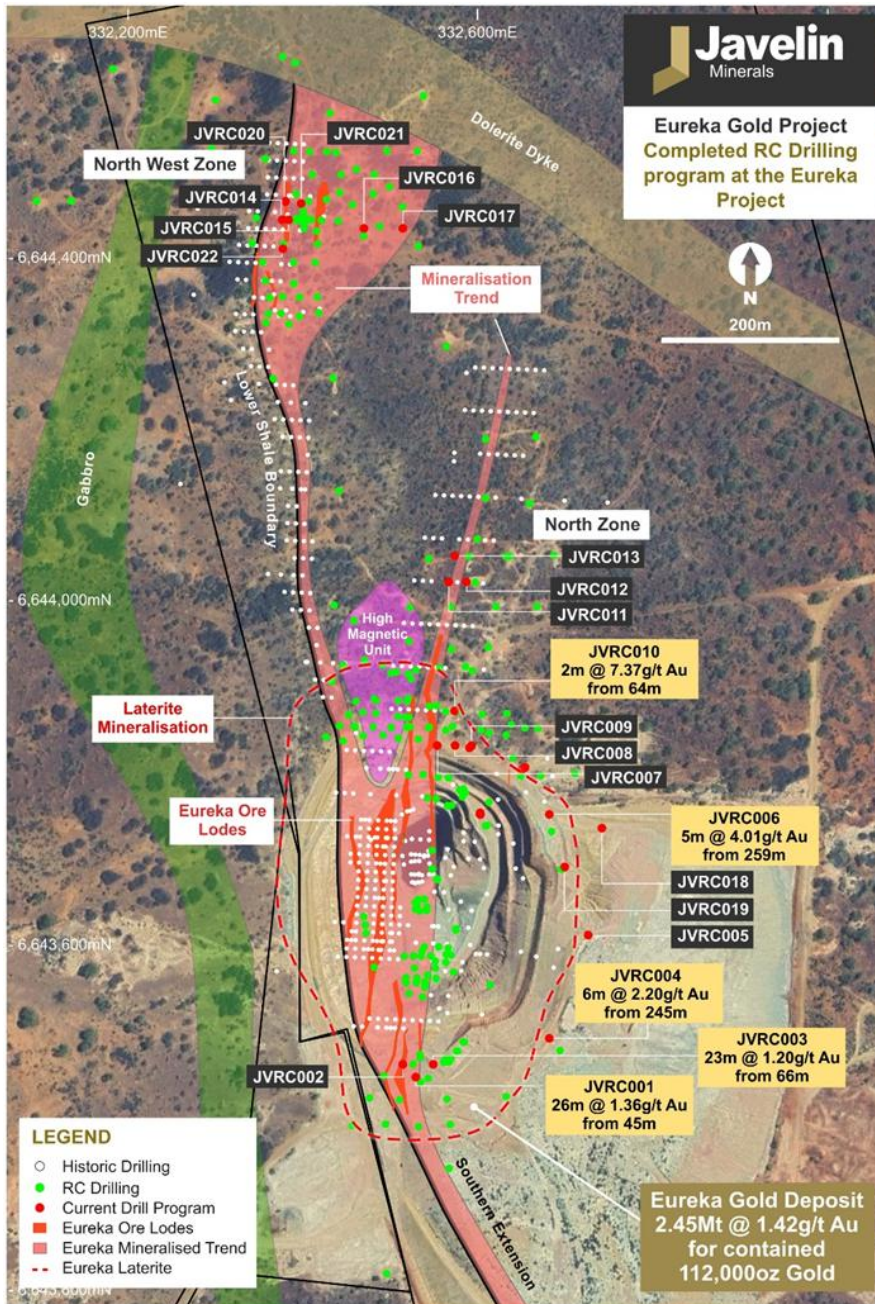 332,200mE
332,600mE
Javelin
Minerals
Eureka Gold Project
Completed RC Drilling
program at the Eureka
Project
N
200m
Dolerite Dyke
JVRC020
JVRC021
North West Zone
JVRC014
JVRC016
JVRC015
JVRC017
JVRC022
6,644,400mN
Mineralisation
Trend
Lower Shale Boundary
Gabbro
North Zone
JVRC013
JVRC012
JVRC011
6,644,000mN
High
Magnetic
Unit
JVRC010
2m @ 7.37g/t Au
from 64m
Laterite
Mineralisation
JVRC009
JVRC008
JVRC007
Eureka Ore
Lodes
JVRC006
5m @ 4.01g/t Au
from 259m
JVRC018
JVRC019
JVRC005
6,643,600mN
JVRC004
6m @ 2.20g/t Au
from 245m
JVRC003
23m @ 1.20g/t Au
from 66m
JVRC002
JVRC001
26m @ 1.36g/t Au
from 45m
Southern Extension
LEGEND
Historic Drilling
RC Drilling
Current Drill Program
Eureka Ore Lodes
Eureka Mineralised Trend
Eureka Laterite
Eureka Gold Deposit
2.45Mt @ 1.42g/t Au
for contained
112,000oz Gold
6,643,600mN